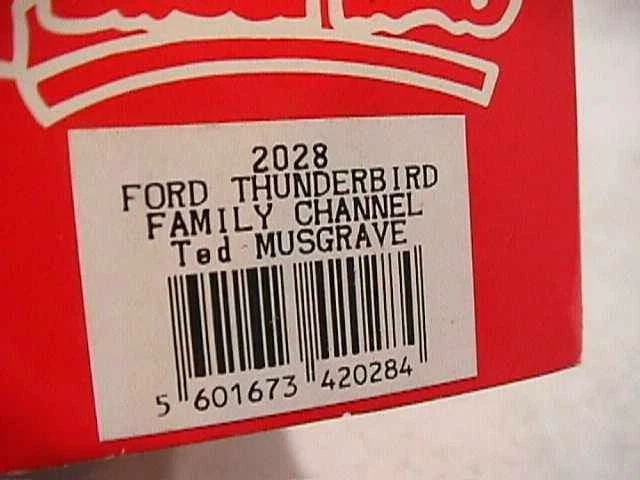 2028
FORD THUNDERBIRD
FAMILY CHANNEL
Ted MUSGRAVE
5 601673 420284